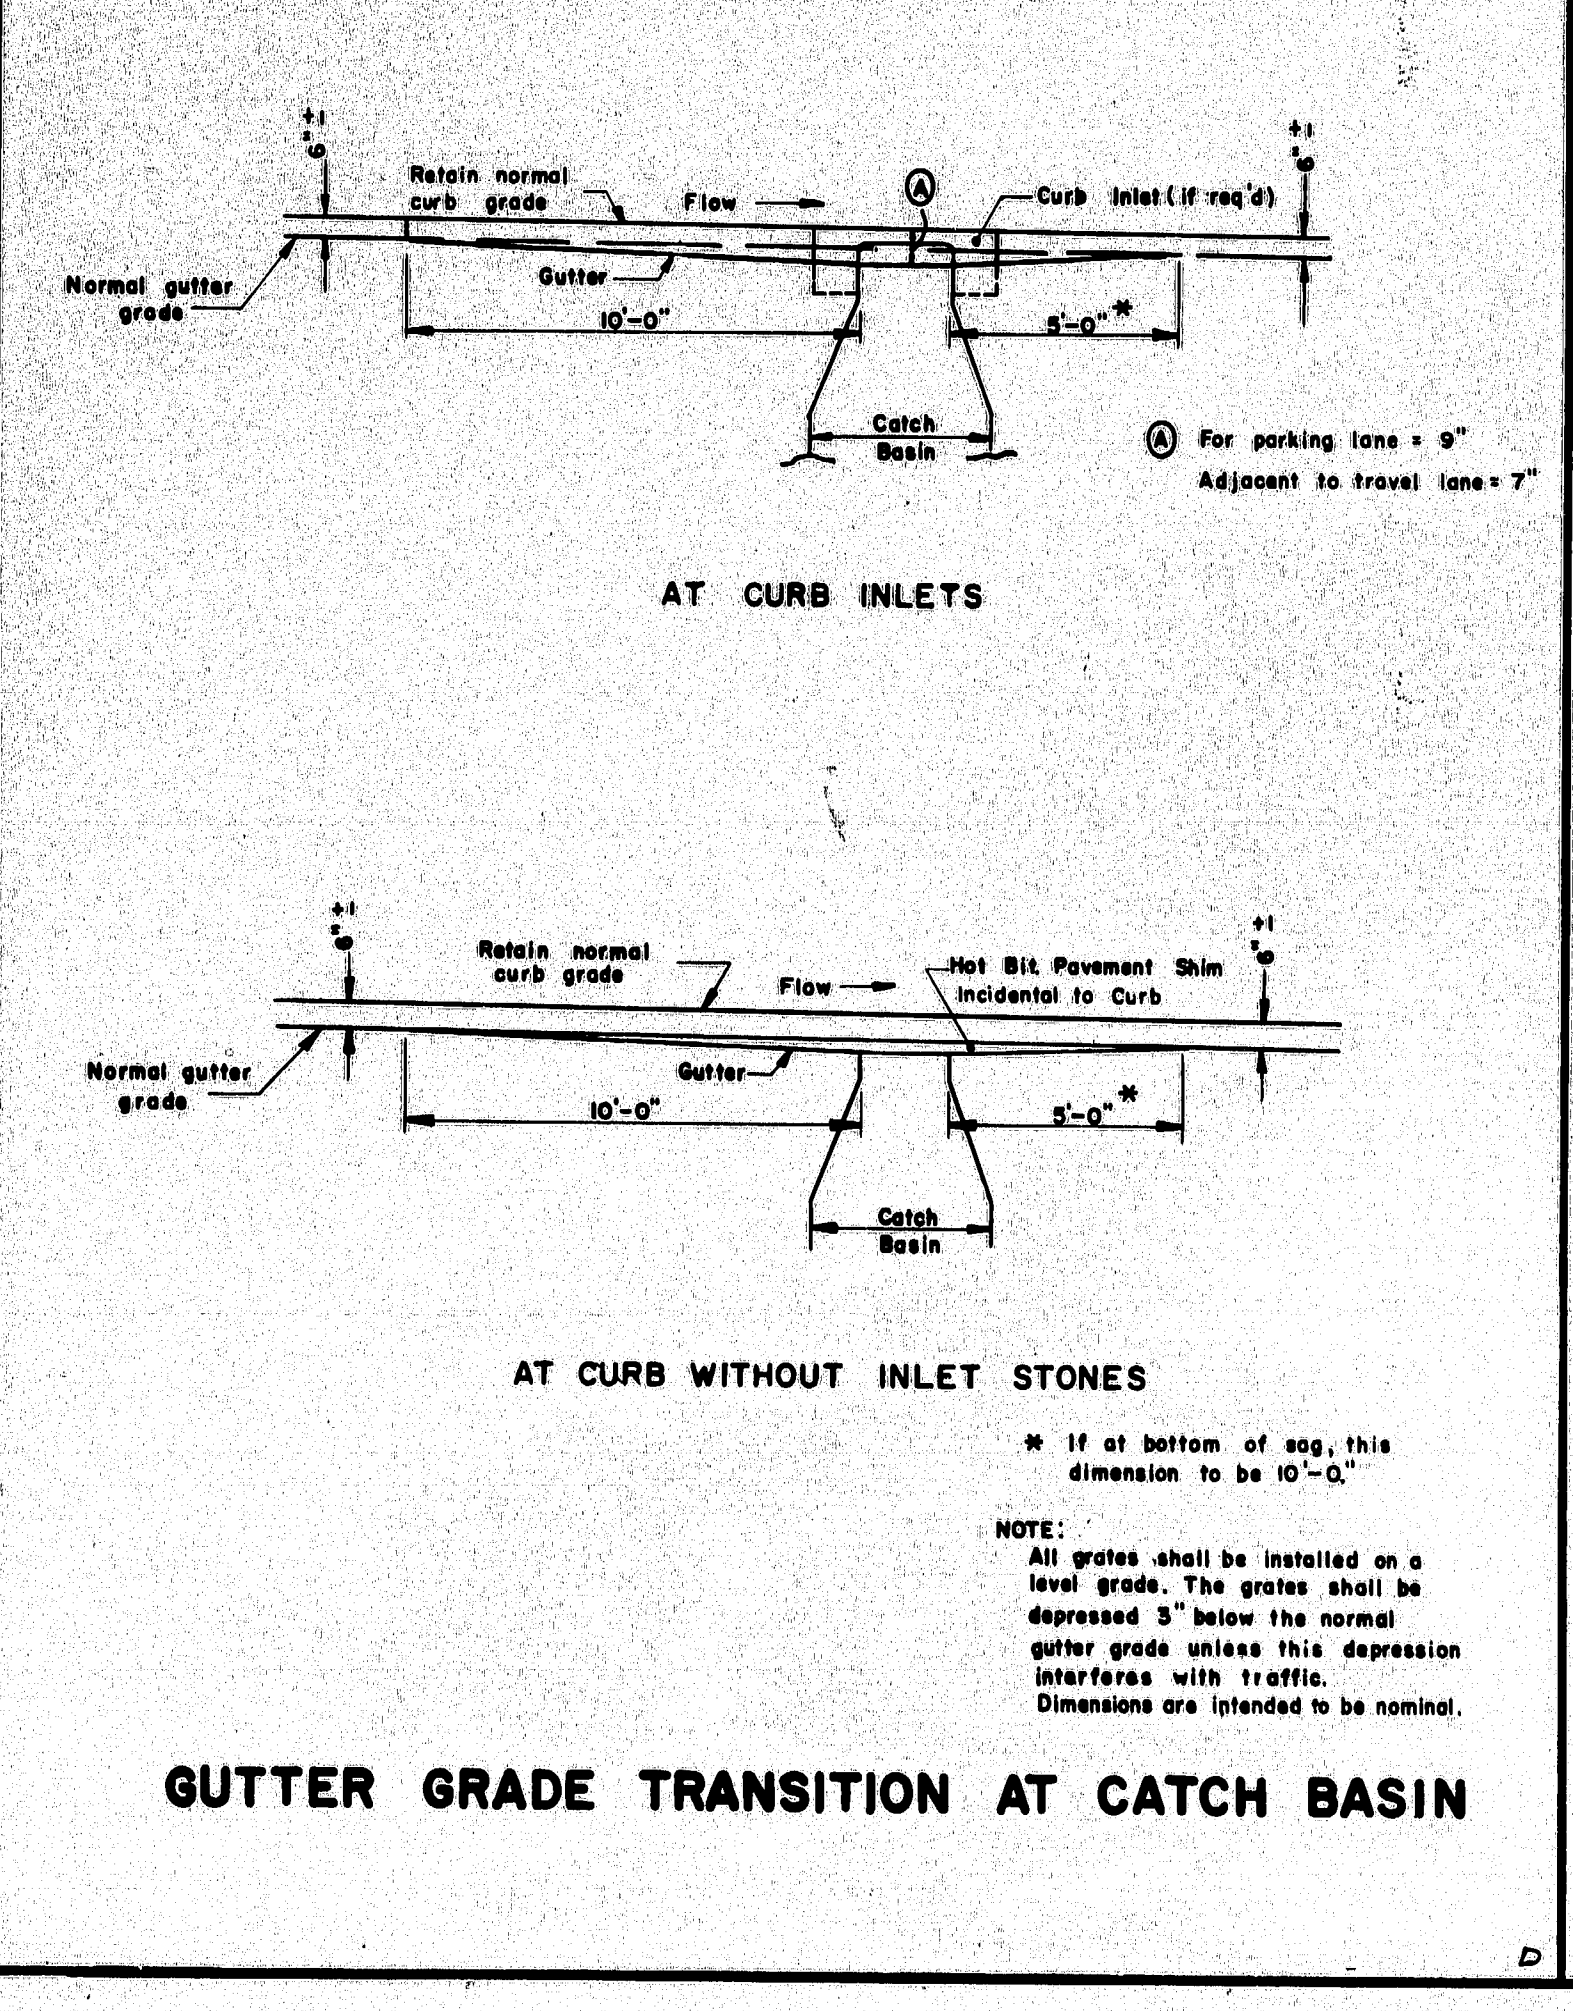 6" ±
6" ±
Retain normal
curb grade
Flow
A
Curb Inlet (if req'd)
Normal gutter
grade
Gutter
10'-0"
5'-0" *
Catch
Basin
A For parking lane = 9"
Adjacent to travel lane = 7"
AT CURB INLETS
6" ±
6" ±
Retain normal
curb grade
Flow
Hot Bit. Pavement Shim
Incidental to Curb
Normal gutter
grade
Gutter
10'-0"
5'-0" *
Catch
Basin
AT CURB WITHOUT INLET STONES
* If at bottom of sag, this
dimension to be 10'-0."
NOTE:
All grates shall be installed on a
level grade. The grates shall be
depressed 3" below the normal
gutter grade unless this depression
interferes with traffic.
Dimensions are intended to be nominal.
GUTTER GRADE TRANSITION AT CATCH BASIN
D